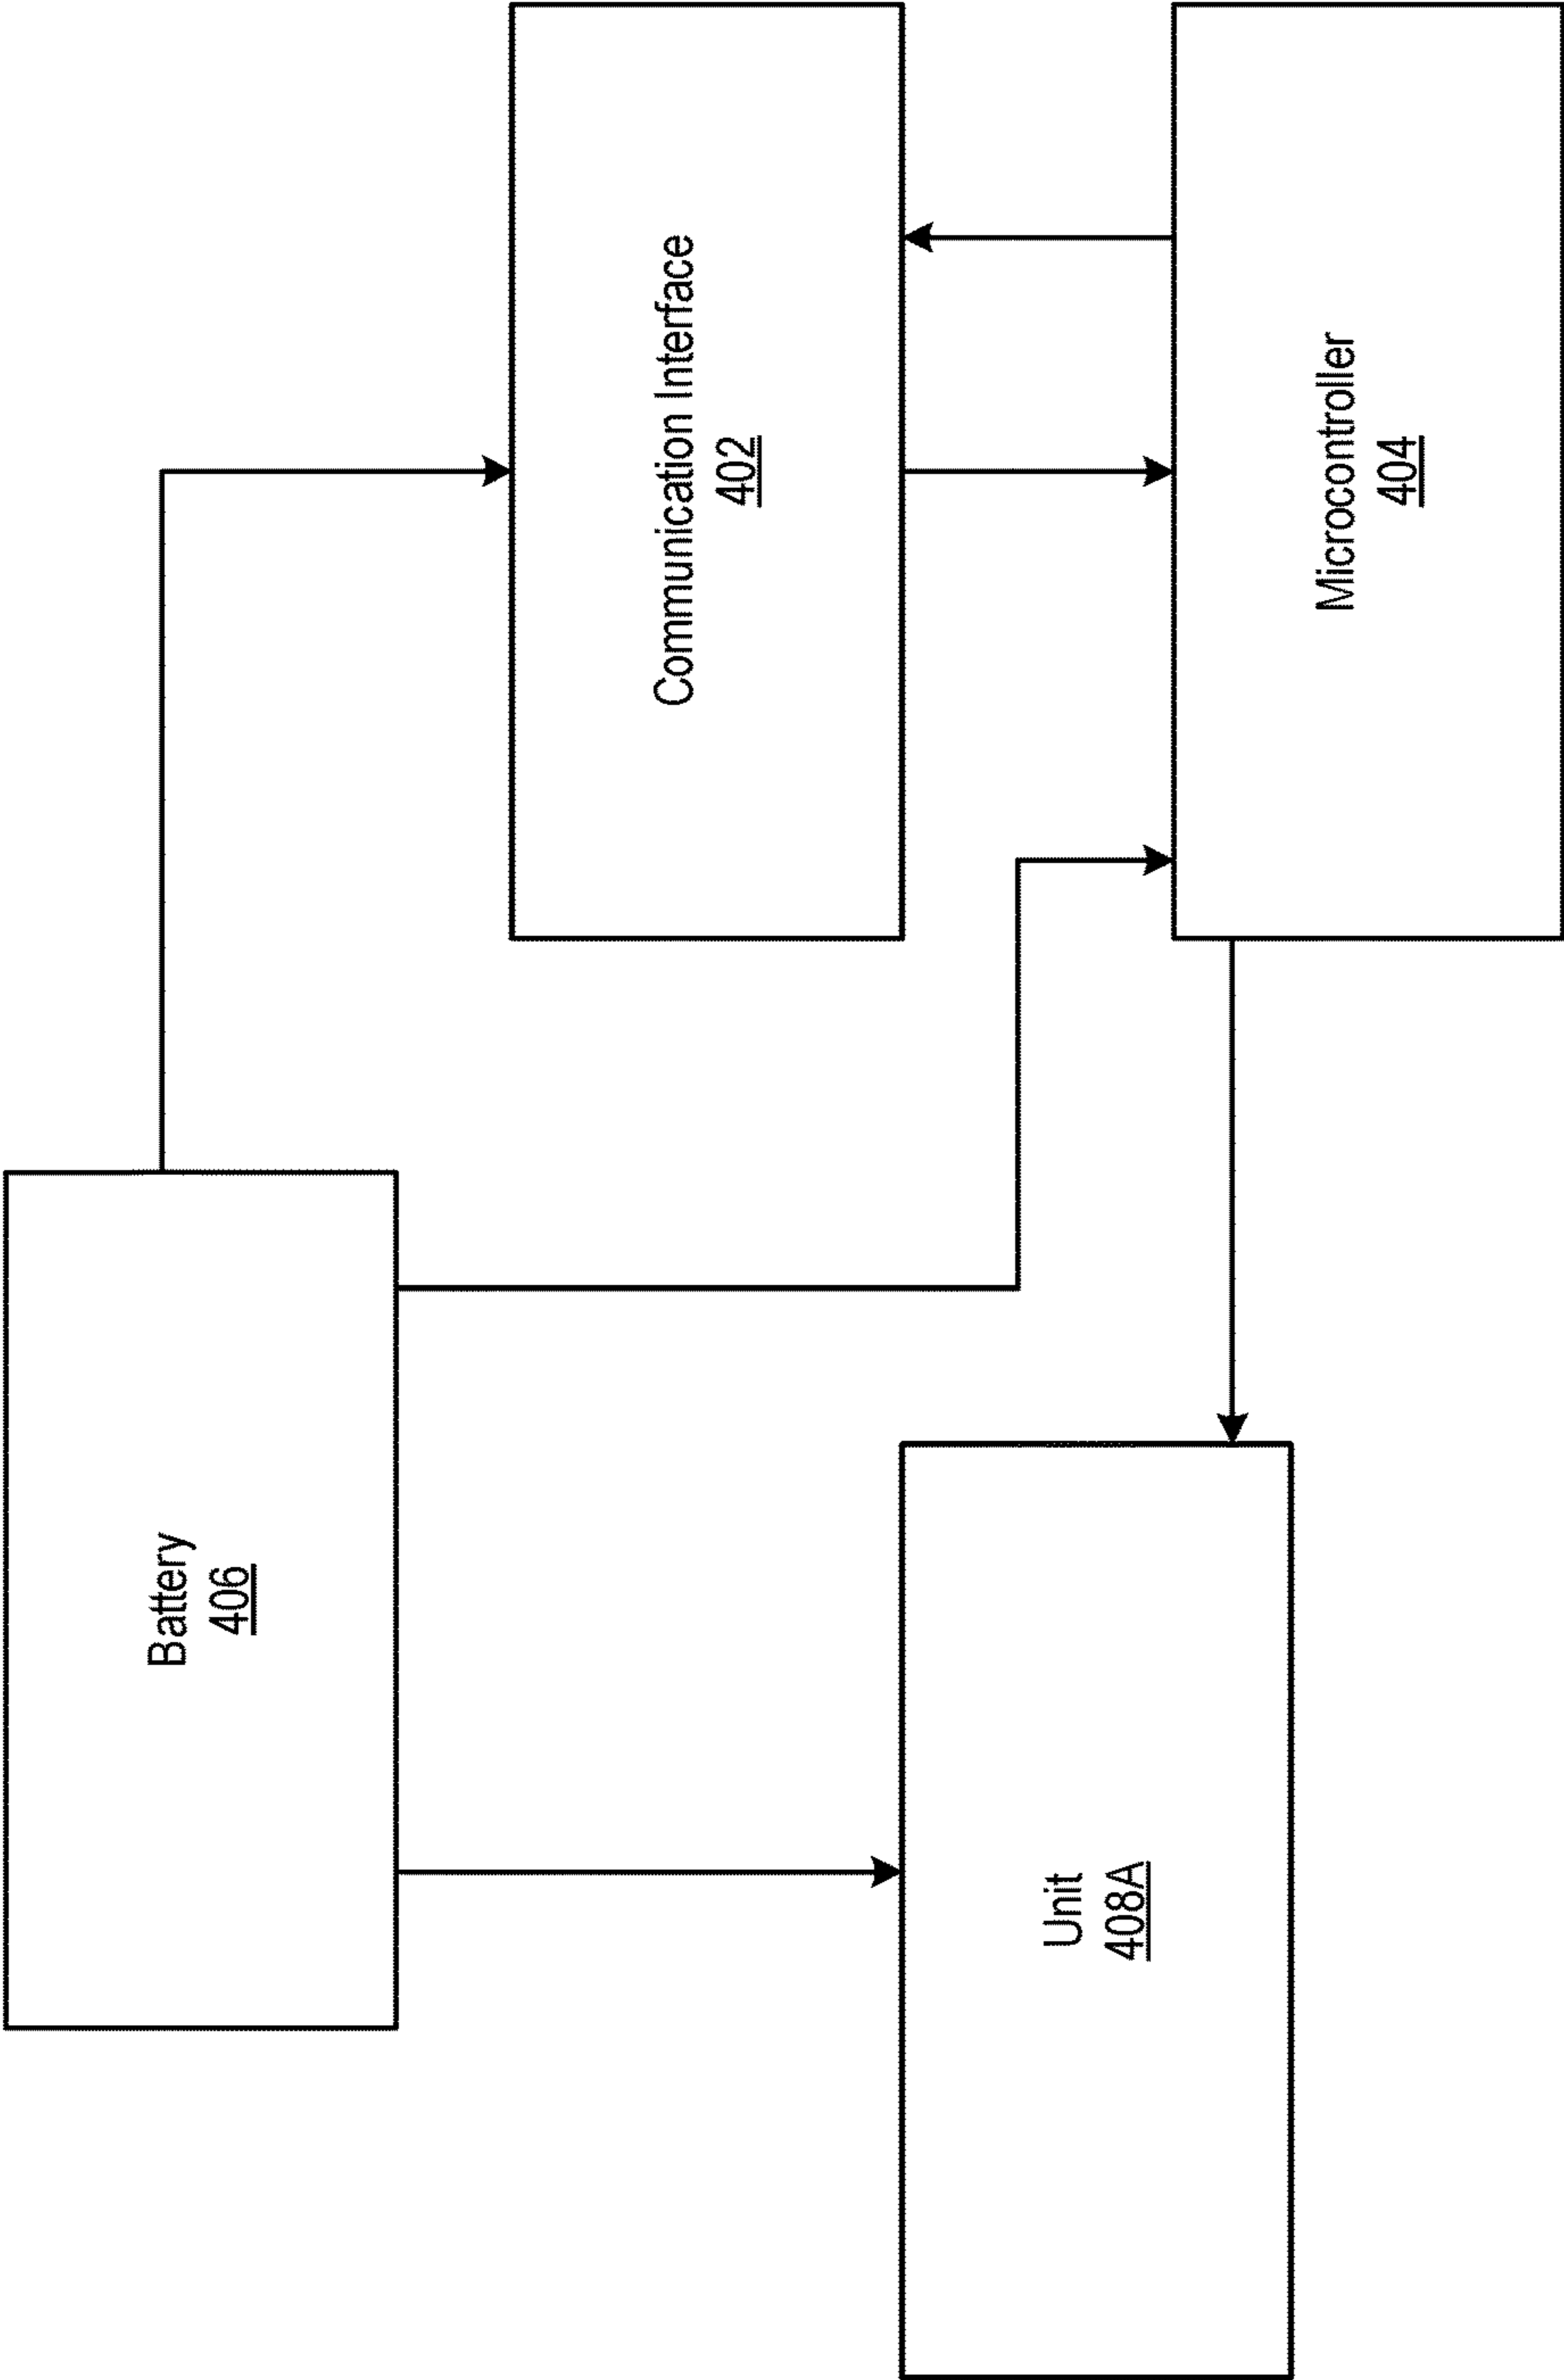 Battery
406
Communication Interface
402
Unit
408A
Microcontroller
404